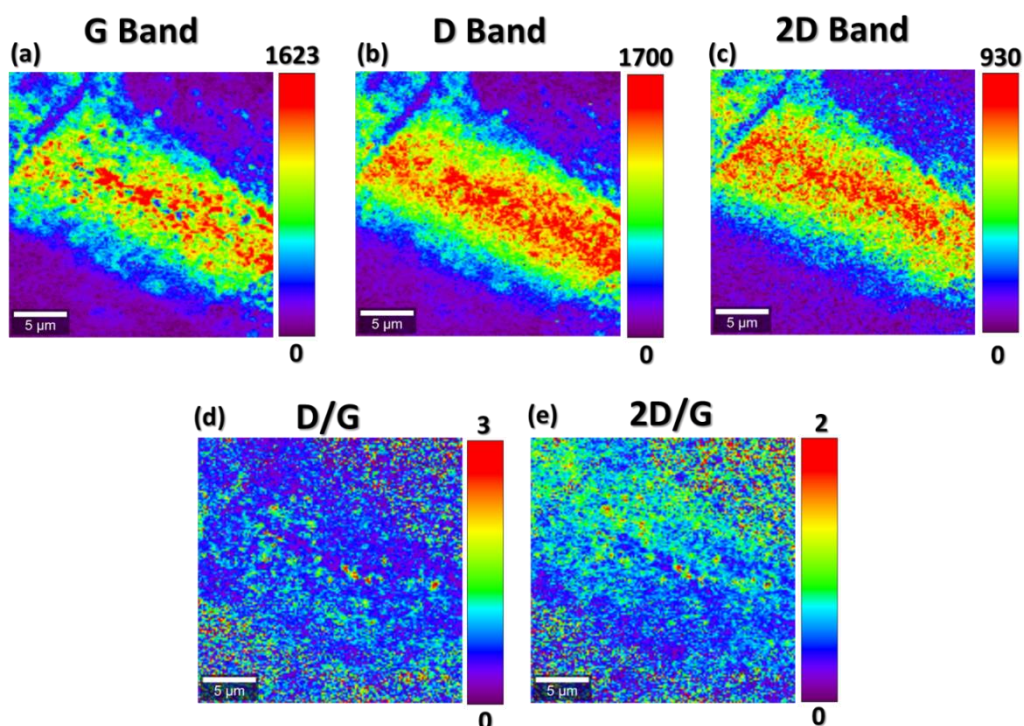 G Band
D Band
2D Band
(a)
1623
(b)
1700
(c)
930
5 µm
5 µm
5 µm
0
0
0
(d)
D/G
3
(e)
2D/G
2
5 µm
5 µm
0
0